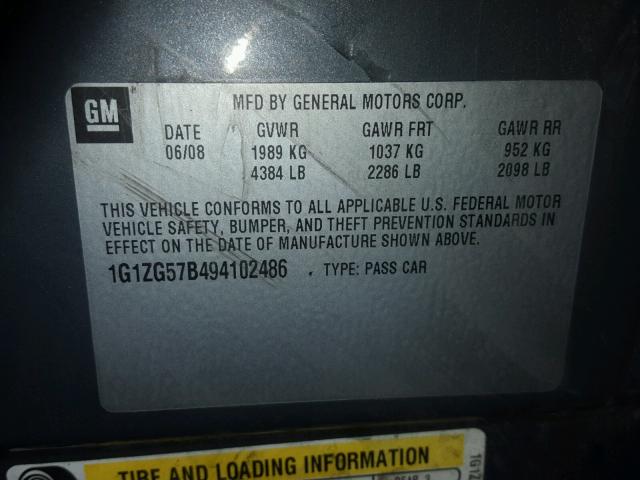 GM
MFD BY GENERAL MOTORS CORP.
DATE GVWR GAWR FRT GAWR RR
06/08 1989 KG 1037 KG 952 KG
4384 LB 2286 LB 2098 LB
THIS VEHICLE CONFORMS TO ALL APPLICABLE U.S. FEDERAL MOTOR
VEHICLE SAFETY, BUMPER, AND THEFT PREVENTION STANDARDS IN
EFFECT ON THE DATE OF MANUFACTURE SHOWN ABOVE.
1G1ZG57B494102486 . TYPE: PASS CAR
TIRE AND LOADING INFORMATION
1G1Z